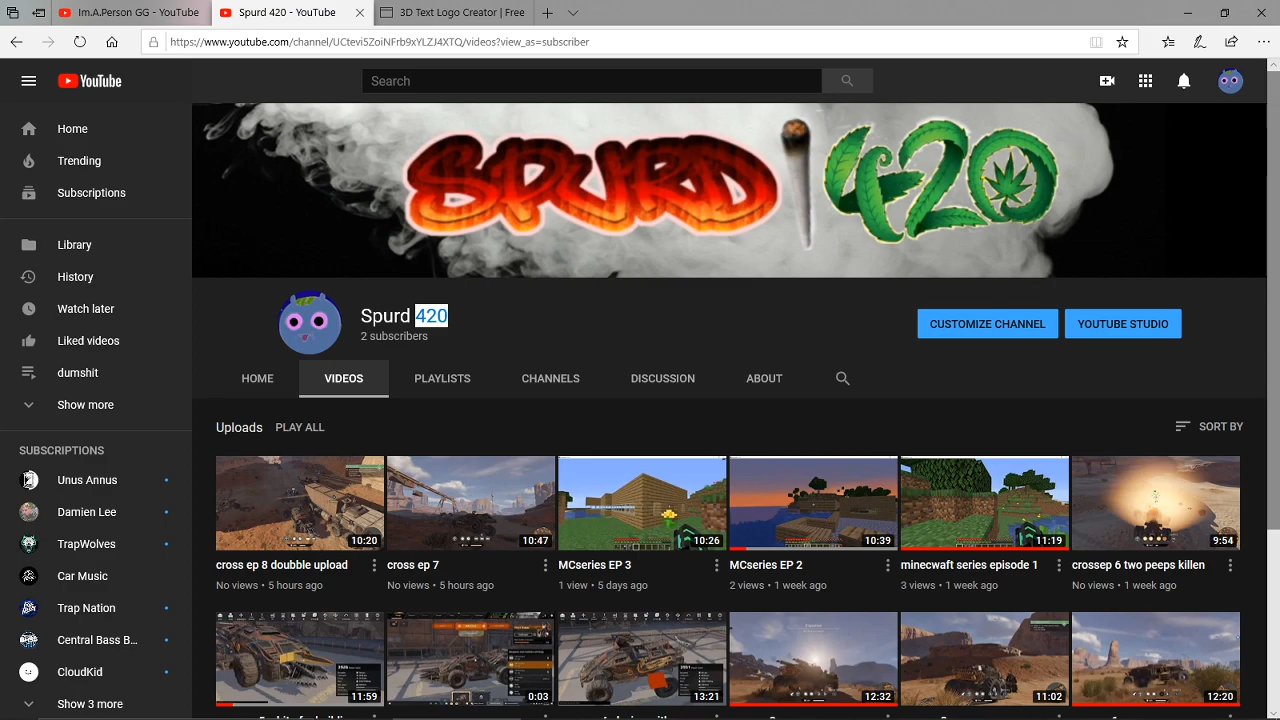 Im.A.Person GG - YouTube
Spurd 420 - YouTube
3D Text Logo Creator | Free
https://www.youtube.com/channel/UCtevi5ZoiNFrb9xYLZJ4XTQ/videos?view_as=subscriber
YouTube
Search
Home
Trending
Subscriptions
Library
History
Watch later
Liked videos
dumshit
Show more
SUBSCRIPTIONS
Unus Annus
Damien Lee
TrapWolves
Car Music
Trap Nation
Central Bass B...
CloudKid
SPURD 420
Spurd 420
2 subscribers
CUSTOMIZE CHANNEL
YOUTUBE STUDIO
HOME
VIDEOS
PLAYLISTS
CHANNELS
DISCUSSION
ABOUT
Uploads
PLAY ALL
SORT BY
10:20
10:47
10:26
10:39
11:19
9:54
cross ep 8 doubble upload
cross ep 7
MCseries EP 3
MCseries EP 2
minecwaft series episode 1
crossep 6 two peeps killen
No views • 5 hours ago
No views • 5 hours ago
1 view • 5 days ago
2 views • 1 week ago
3 views • 1 week ago
No views • 1 week ago
11:59
0:03
13:21
12:32
11:02
12:20